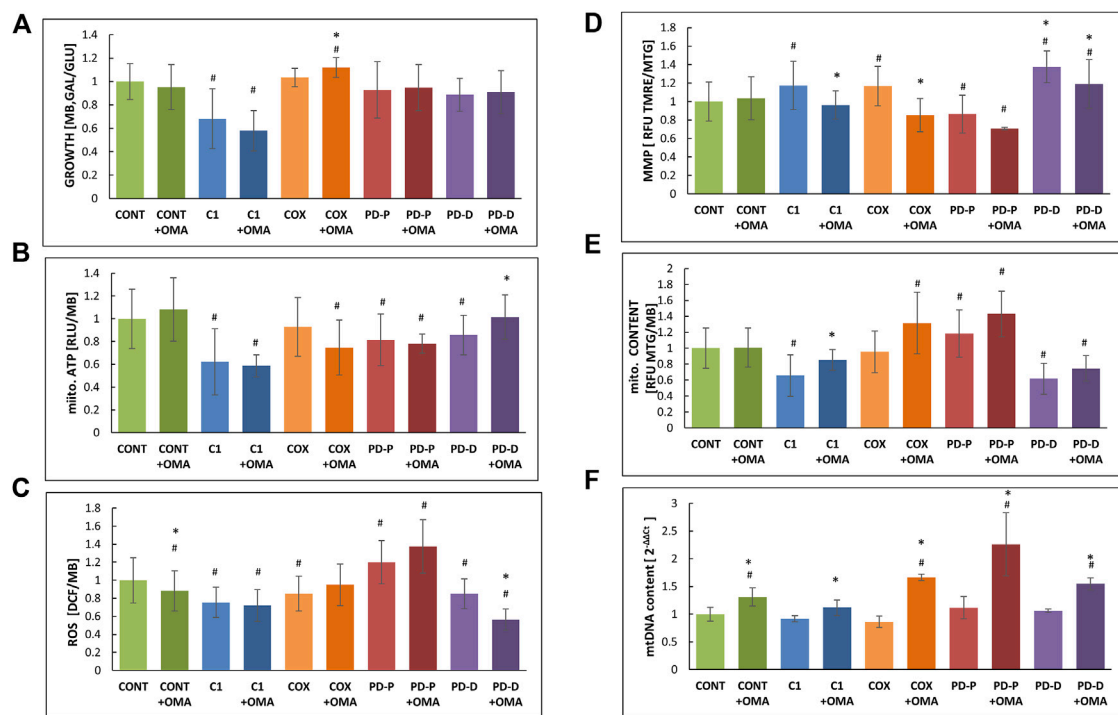 A
GROWTH [MB,GAL/GLU]
1.4
1.2
1
0.8
0.6
0.4
0.2
0
# # * # 
CONT CONT C1 C1 COX COX PD-P PD-P PD-D PD-D
+OMA +OMA +OMA +OMA +OMA
B
miito. ATP [RLU/MB]
1.4
1.2
1
0.8
0.6
0.4
0.2
0
# # # # # # *
CONT CONT C1 C1 COX COX PD-P PD-P PD-D PD-D
+OMA +OMA +OMA +OMA +OMA
C
ROS [DCF/MB]
1.8
1.6
1.4
1.2
1
0.8
0.6
0.4
0.2
0
* # # # # # # # * #
CONT CONT C1 C1 COX COX PD-P PD-P PD-D PD-D
+OMA +OMA +OMA +OMA +OMA
D
MMP [ RFU TMRE/MTG]
1.8
1.6
1.4
1.2
1
0.8
0.6
0.4
0.2
0
# * # * # # * # * #
CONT CONT C1 C1 COX COX PD-P PD-P PD-D PD-D
+OMA +OMA +OMA +OMA +OMA
E
mito. CONTENT
[RFU MTG/MB]
2
1.8
1.6
1.4
1.2
1
0.8
0.6
0.4
0.2
0
# * # # # # #
CONT CONT C1 C1 COX COX PD-P PD-P PD-D PD-D
+OMA +OMA +OMA +OMA +OMA
F
mtDNA content [ 2^-ΔΔCt ]
3
2.5
2
1.5
1
0.5
0
* # * * # * # * #
CONT CONT C1 C1 COX COX PD-P PD-P PD-D PD-D
+OMA +OMA +OMA +OMA +OMA